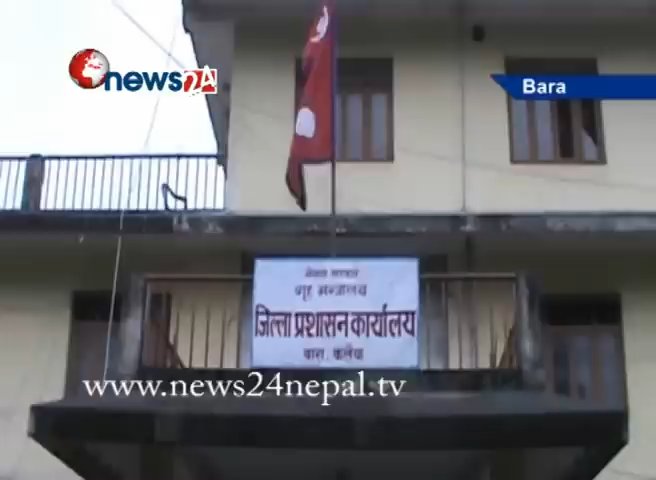 news24
Bara
नेपाल सरकार
गृह मन्त्रालय
जिल्ला प्रशासन कार्यालय
बारा, कलैया
www.news24nepal.tv